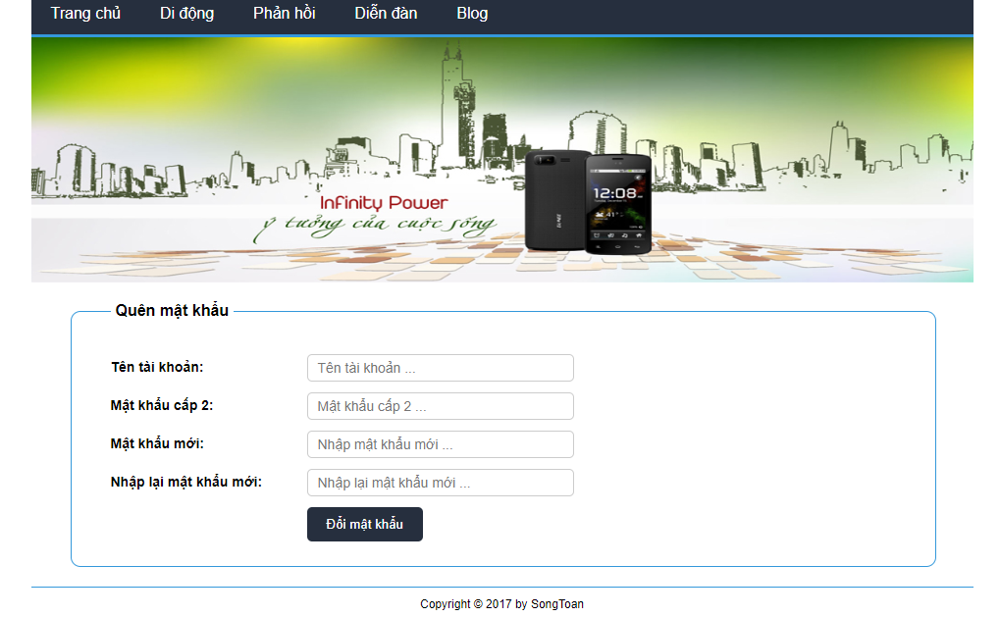 Trang chủ Di động Phản hồi Diễn đàn Blog
12:08
41°
Infinity Power
ý tưởng của cuộc sống
Quên mật khẩu
Tên tài khoản: Tên tài khoản ...
Mật khẩu cấp 2: Mật khẩu cấp 2 ...
Mật khẩu mới: Nhập mật khẩu mới ...
Nhập lại mật khẩu mới: Nhập lại mật khẩu mới ...
Đổi mật khẩu
Copyright © 2017 by SongToan